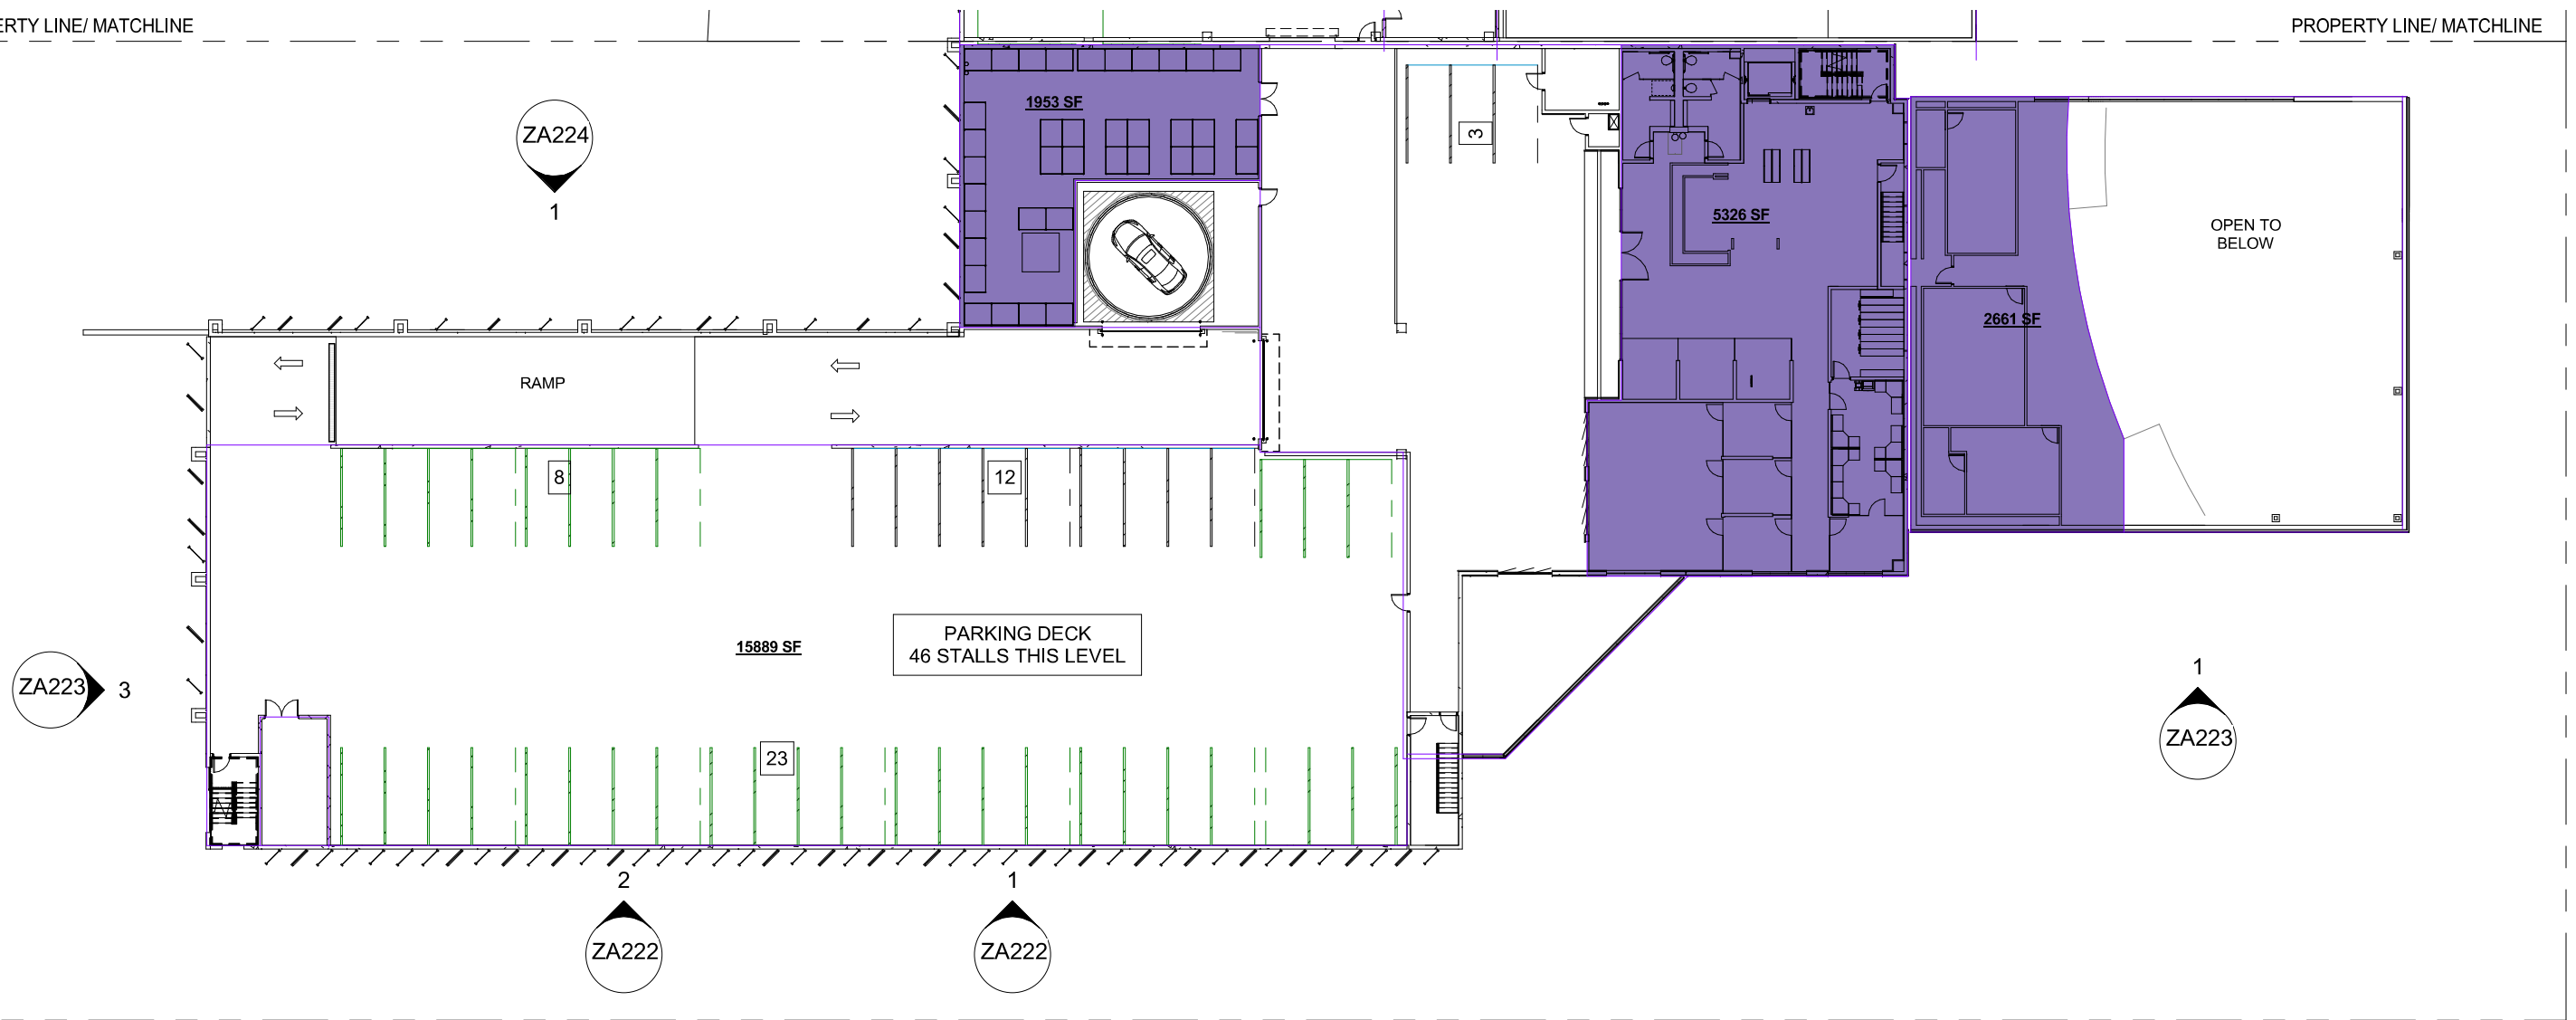 ERTY LINE/ MATCHLINE
PROPERTY LINE/ MATCHLINE
1953 SF
ZA224
1
3
5326 SF
OPEN TO
BELOW
2661 SF
RAMP
8
12
15889 SF
PARKING DECK
46 STALLS THIS LEVEL
ZA223
3
1
ZA223
23
2
ZA222
1
ZA222